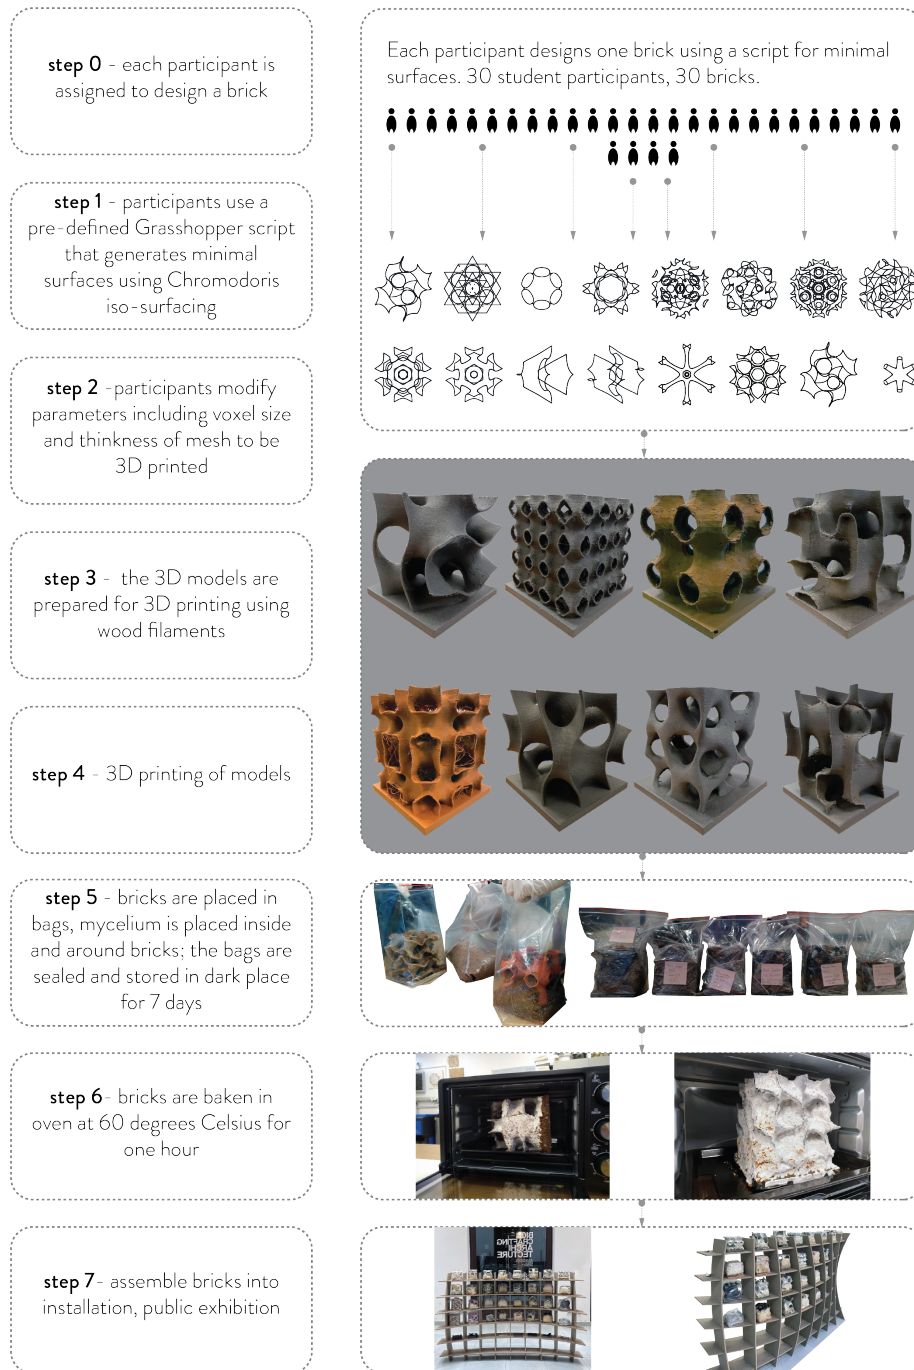 step 0 - each participant is
assigned to design a brick
Each participant designs one brick using a script for minimal
surfaces. 30 student participants, 30 bricks.
step 1 - participants use a
pre-defined Grasshopper script
that generates minimal
surfaces using Chromodoris
iso-surfacing
step 2 -participants modify
parameters including voxel size
and thinkness of mesh to be
3D printed
step 3 - the 3D models are
prepared for 3D printing using
wood filaments
step 4 - 3D printing of models
step 5 - bricks are placed in
bags, mycelium is placed inside
and around bricks; the bags are
sealed and stored in dark place
for 7 days
step 6- bricks are baken in
oven at 60 degrees Celsius for
one hour
step 7- assemble bricks into
installation, public exhibition
BIO
CRAFTING
ARCHI
TECTURE